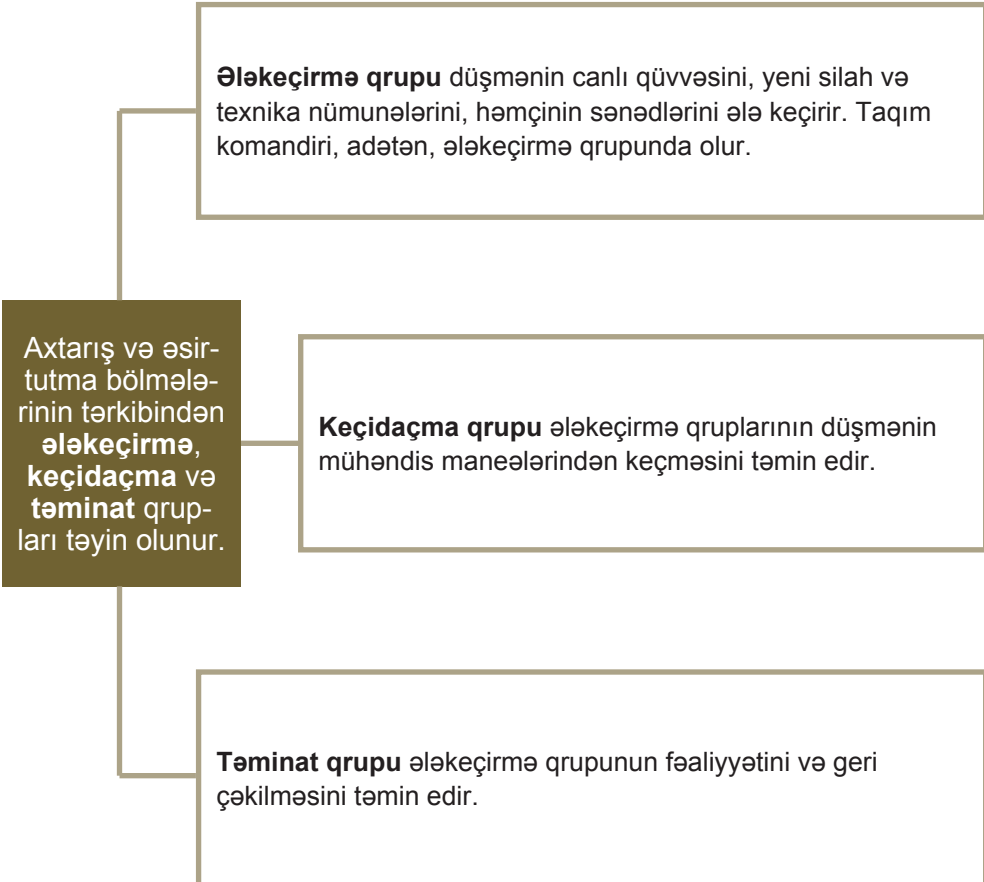 Ələkeçirmə qrupu düşmənin canlı qüvvəsini, yeni silah və
texnika nümunələrini, həmçinin sənədlərini ələ keçirir. Taqım
komandiri, adətən, ələkeçirmə qrupunda olur.
Axtarış və əsir-
tutma bölmələ-
rinin tərkibindən
ələkeçirmə,
keçidaçma və
təminat qrup-
ları təyin olunur.
Keçidaçma qrupu ələkeçirmə qruplarının düşmənin
mühəndis maneələrindən keçməsini təmin edir.
Təminat qrupu ələkeçirmə qrupunun fəaliyyətini və geri
çəkilməsini təmin edir.